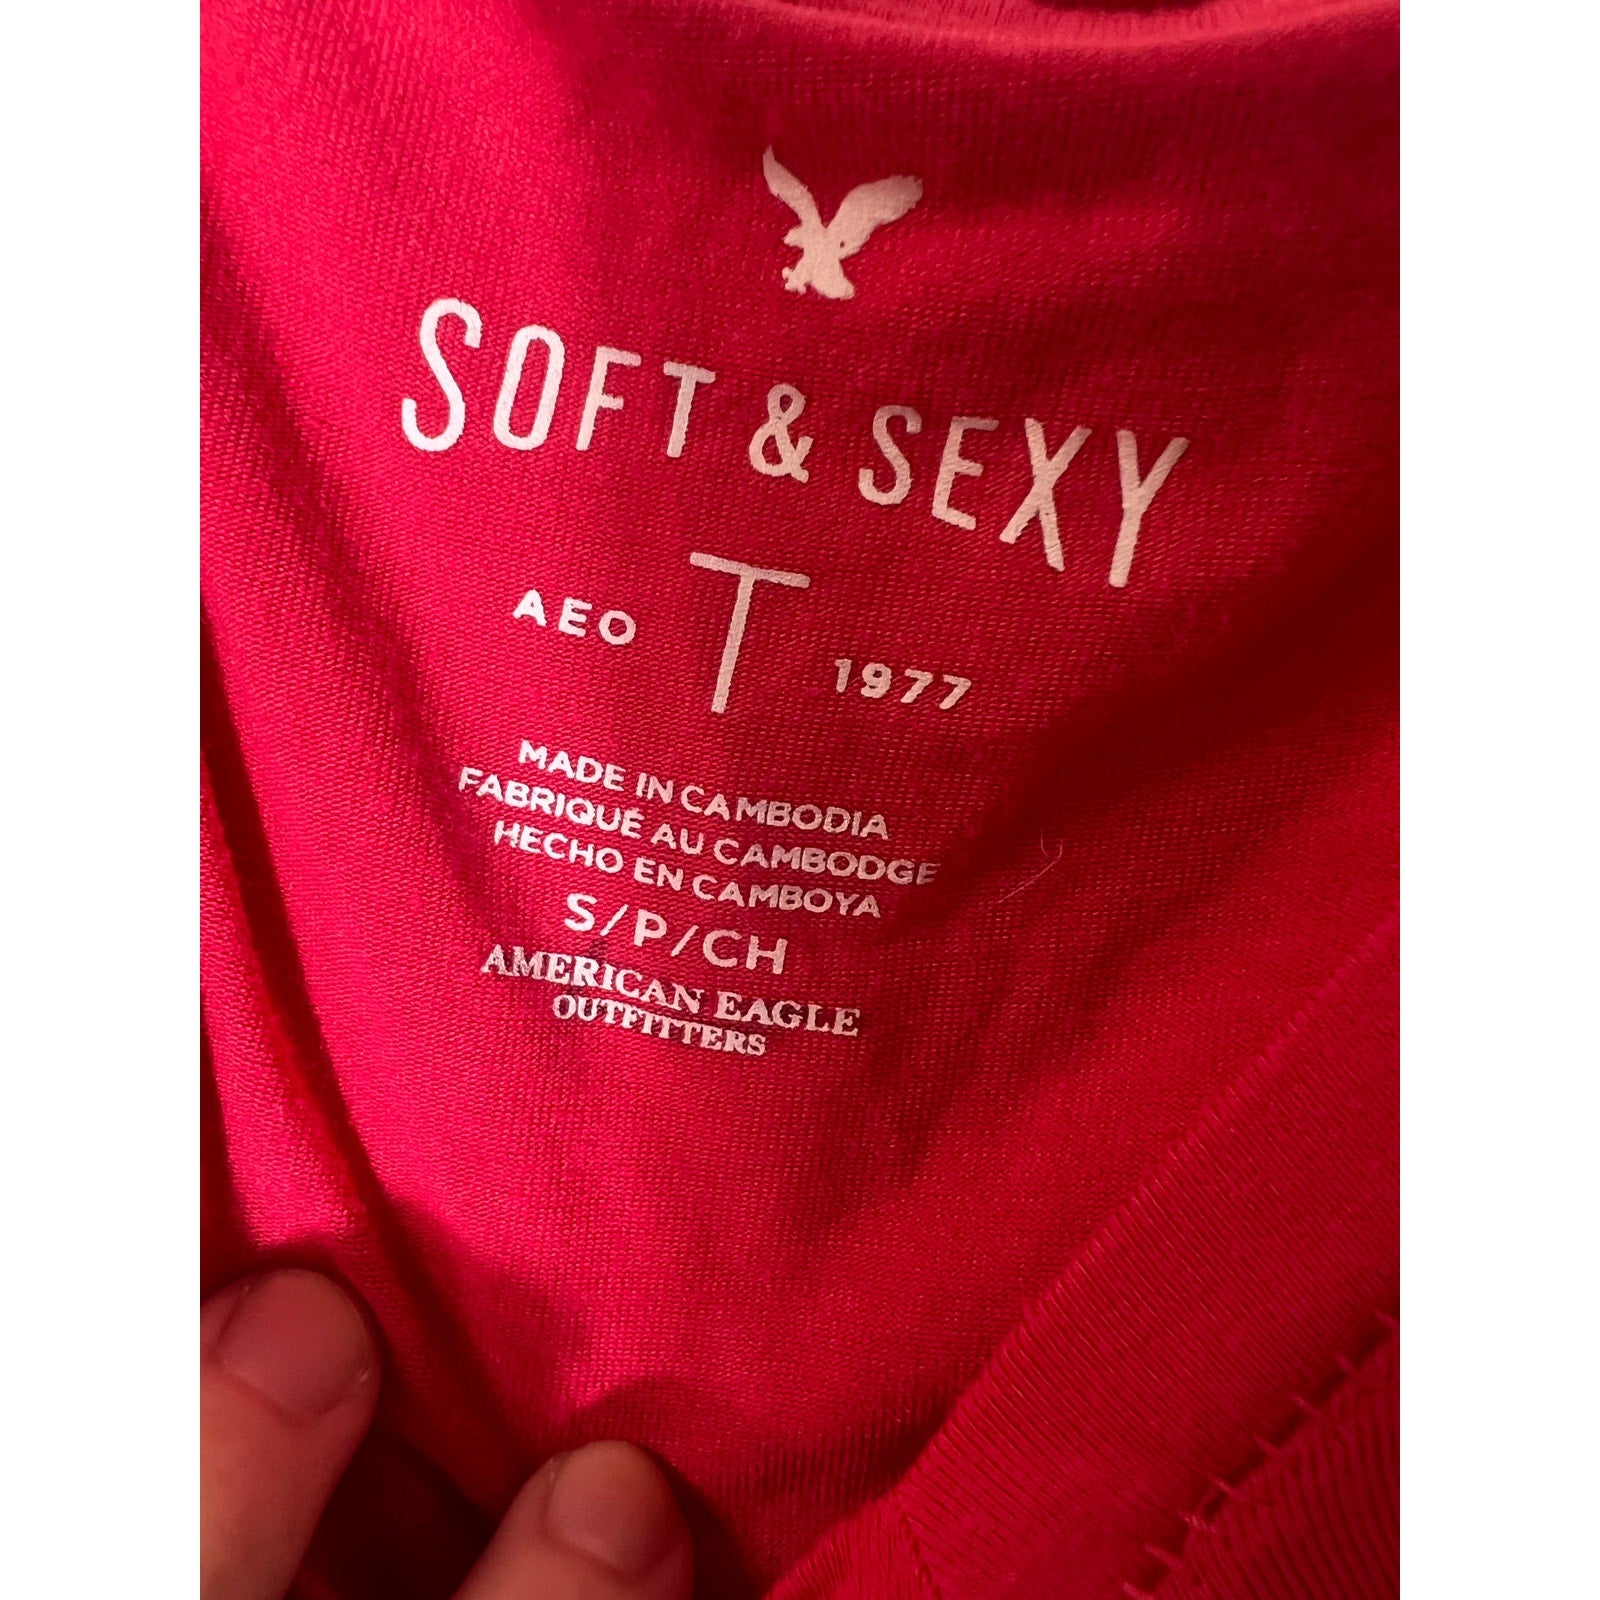 SOFT & SEXY
AEO T 1977
MADE IN CAMBODIA
FABRIQUÉ AU CAMBODGE
HECHO EN CAMBOYA
S/P/CH
AMERICAN EAGLE
OUTFITTERS